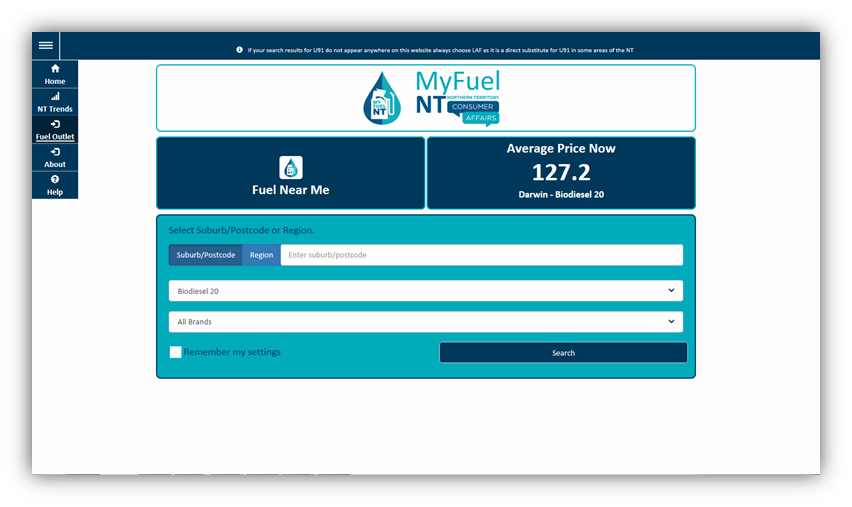 If your search results for U91 do not appear anywhere on this website always choose LAF as it is a direct substitute for U91 in some areas of the NT
Home
NT Trends
Fuel Outlet
About
Help
MY
FUEL
NT
MyFuel
NT
NORTHERN TERRITORY
CONSUMER
AFFAIRS
Fuel Near Me
Average Price Now
127.2
Darwin - Biodiesel 20
Select Suburb/Postcode or Region.
Suburb/Postcode Region Enter suburb/postcode
Biodiesel 20
All Brands
Remember my settings Search